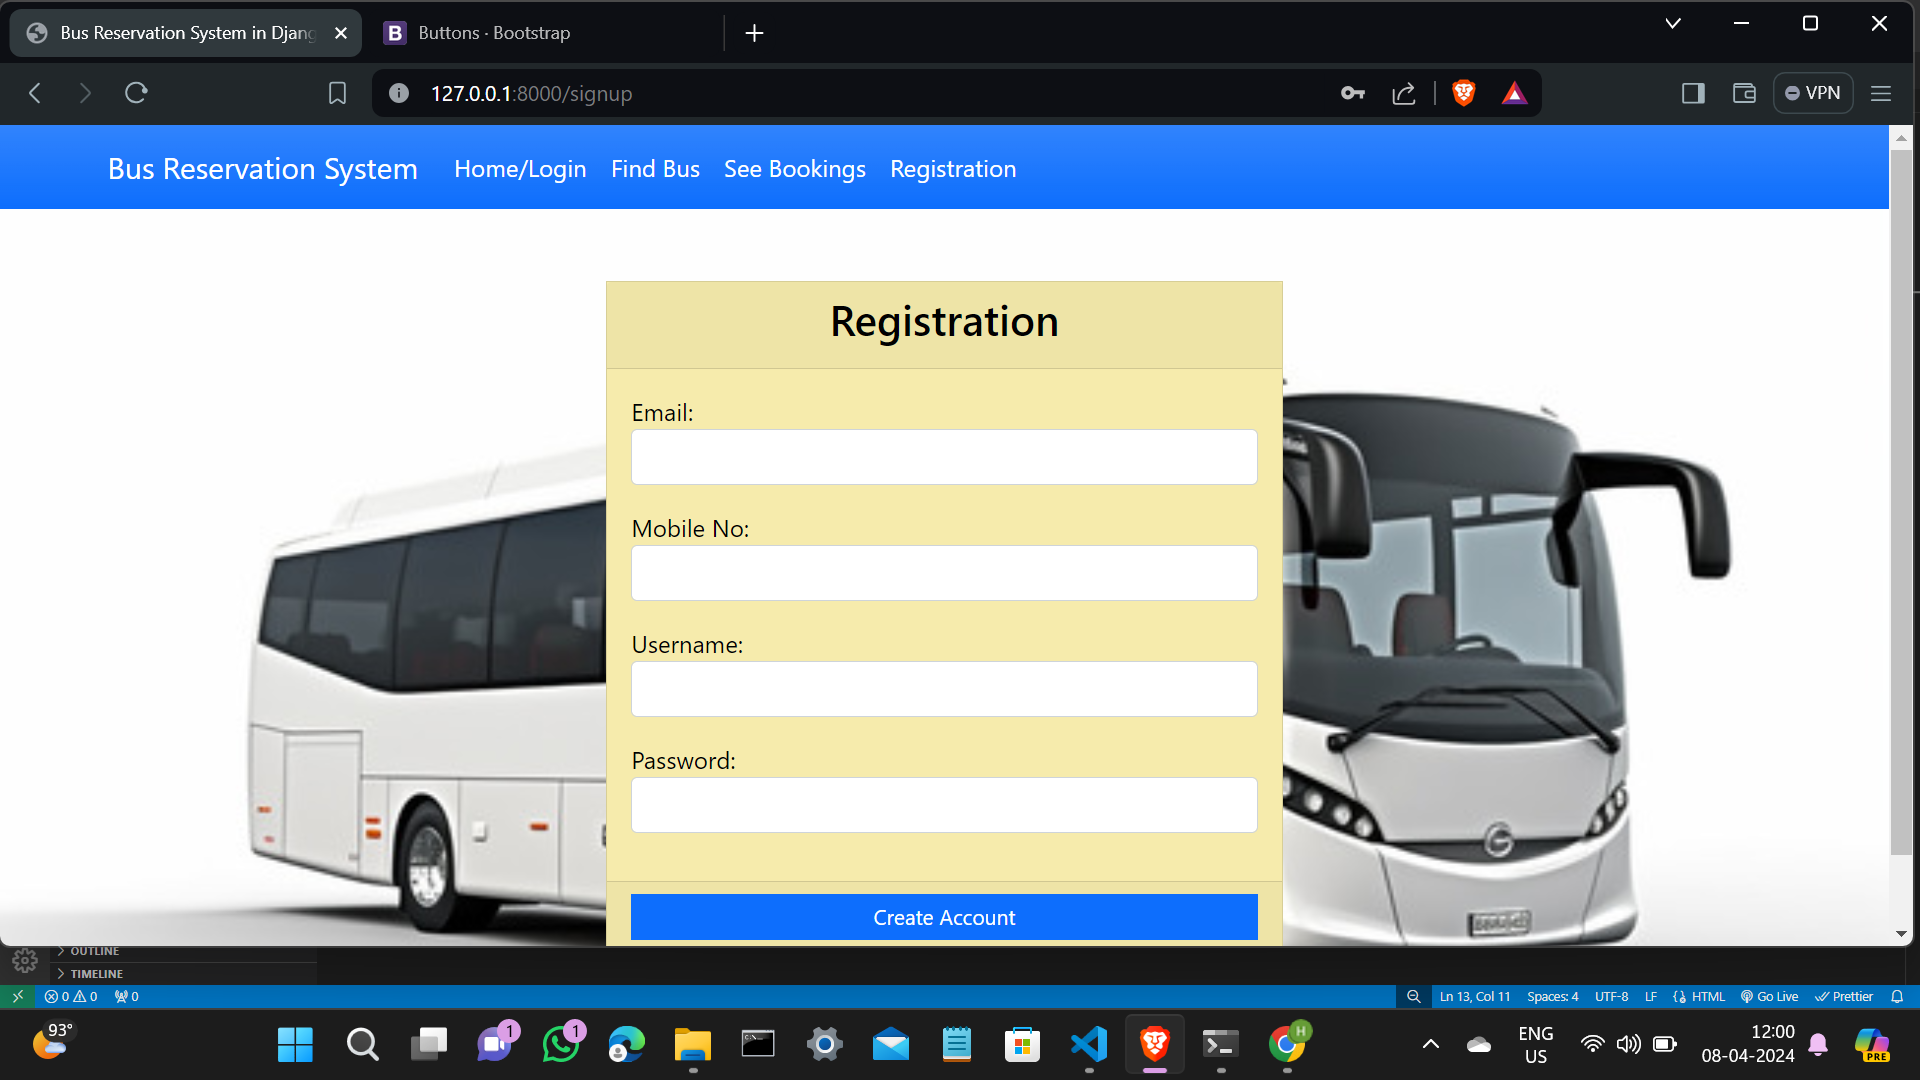 Bus Reservation System in Djang
Buttons · Bootstrap
127.0.0.1:8000/signup
VPN
Bus Reservation System
Home/Login
Find Bus
See Bookings
Registration
Registration
Email:
Mobile No:
Username:
Password:
Create Account
OUTLINE
TIMELINE
0 0 0
Ln 13, Col 11
Spaces: 4
UTF-8
LF
HTML
Go Live
Prettier
93°
1
1
H
ENG
US
12:00
08-04-2024
PRE